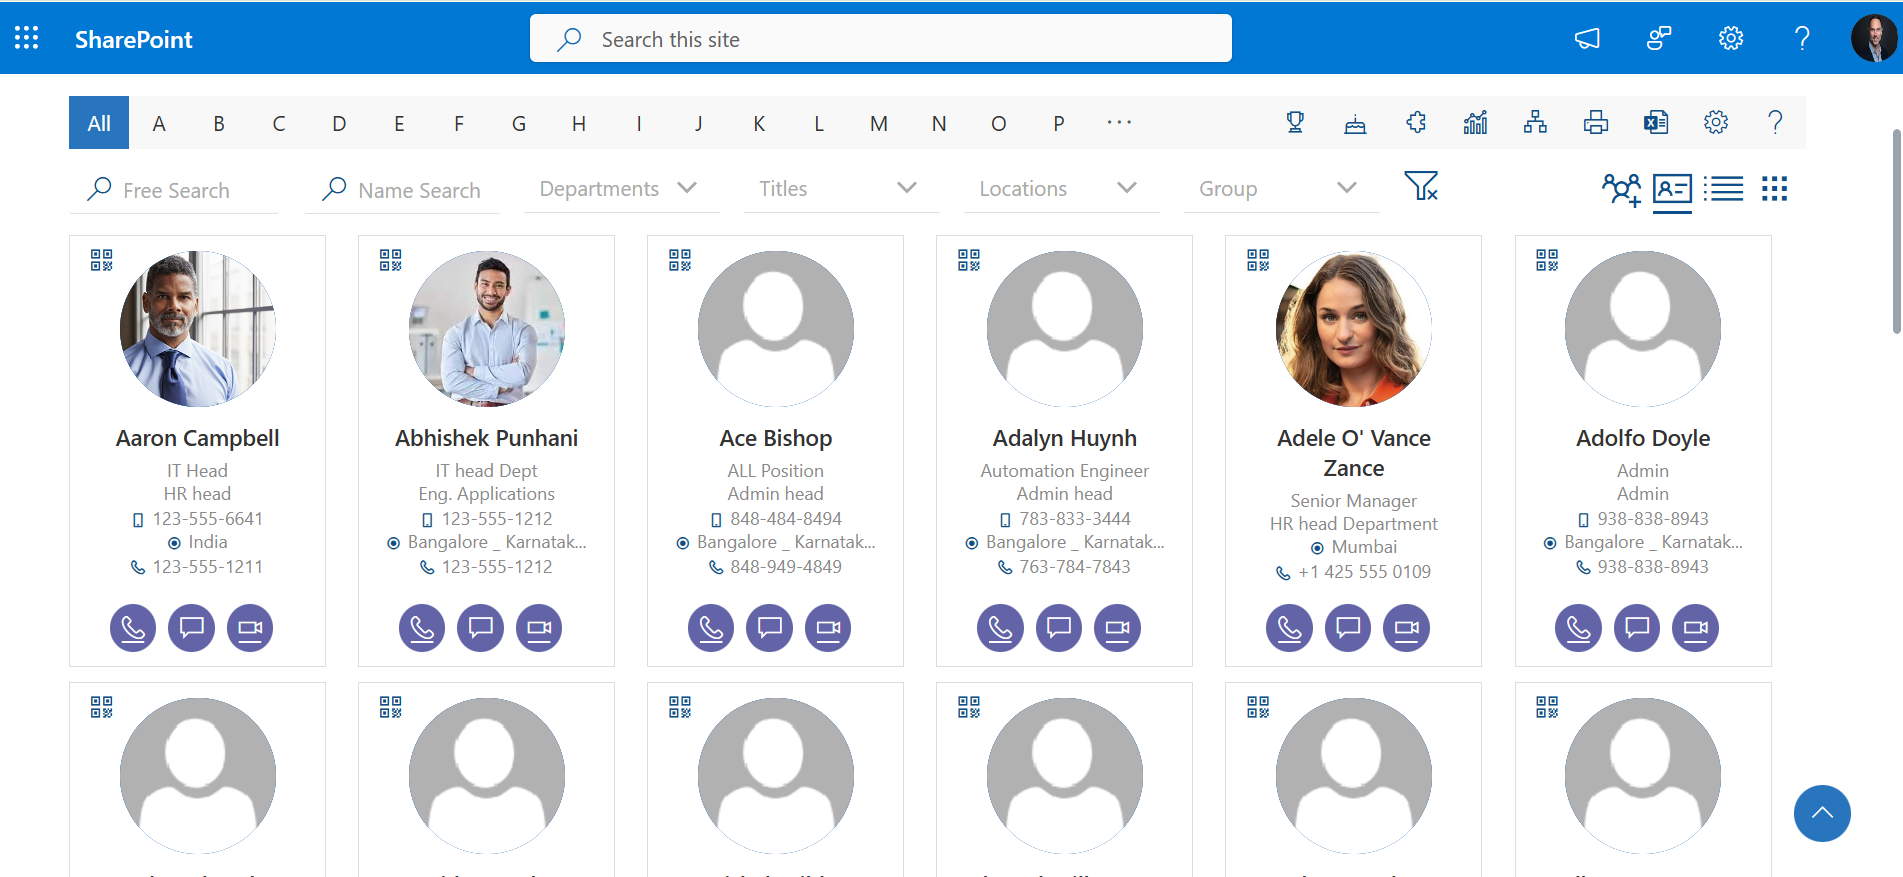 SharePoint
Search this site
All A B C D E F G H I J K L M N O P ...
Free Search
Name Search
Departments
Titles
Locations
Group
Aaron Campbell
IT Head
HR head
123-555-6641
India
123-555-1211
Abhishek Punhani
IT head Dept
Eng. Applications
123-555-1212
Bangalore _ Karnatak...
123-555-1212
Ace Bishop
ALL Position
Admin head
848-484-8494
Bangalore _ Karnatak...
848-949-4849
Adalyn Huynh
Automation Engineer
Admin head
783-833-3444
Bangalore _ Karnatak...
763-784-7843
Adele O' Vance
Zance
Senior Manager
HR head Department
Mumbai
+1 425 555 0109
Adolfo Doyle
Admin
Admin
938-838-8943
Bangalore _ Karnatak...
938-838-8943